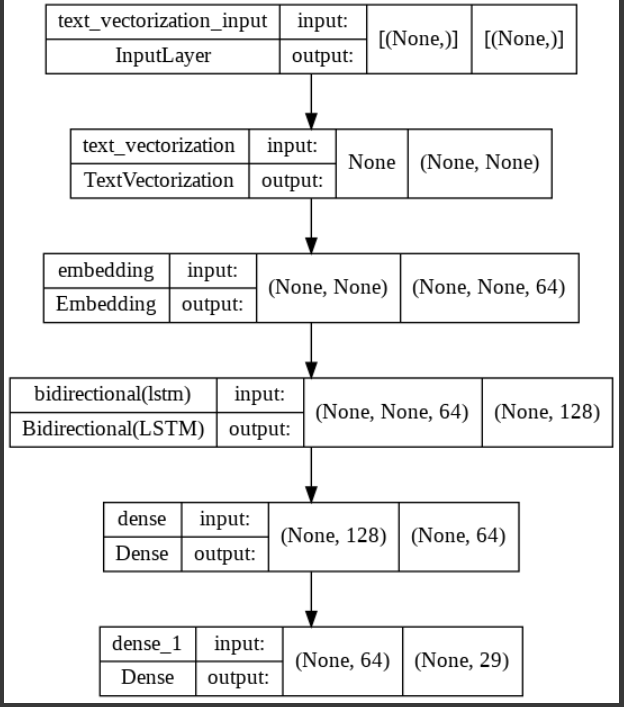 text_vectorization_input input: [(None,)] [(None,)]
InputLayer output:
text_vectorization input: None (None, None)
TextVectorization output:
embedding input: (None, None) (None, None, 64)
Embedding output:
bidirectional(lstm) input: (None, None, 64) (None, 128)
Bidirectional(LSTM) output:
dense input: (None, 128) (None, 64)
Dense output:
dense_1 input: (None, 64) (None, 29)
Dense output: